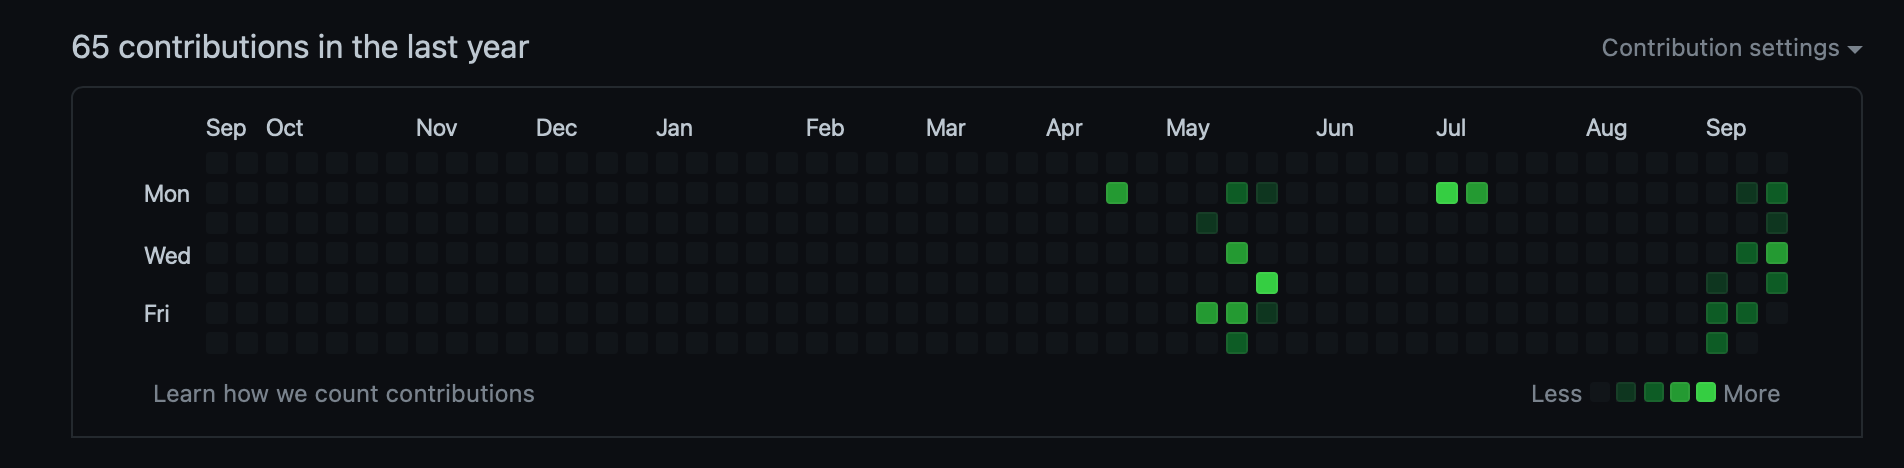 65 contributions in the last year
Contribution settings
Sep Oct Nov Dec Jan Feb Mar Apr May Jun Jul Aug Sep
Mon
Wed
Fri
Learn how we count contributions
Less More